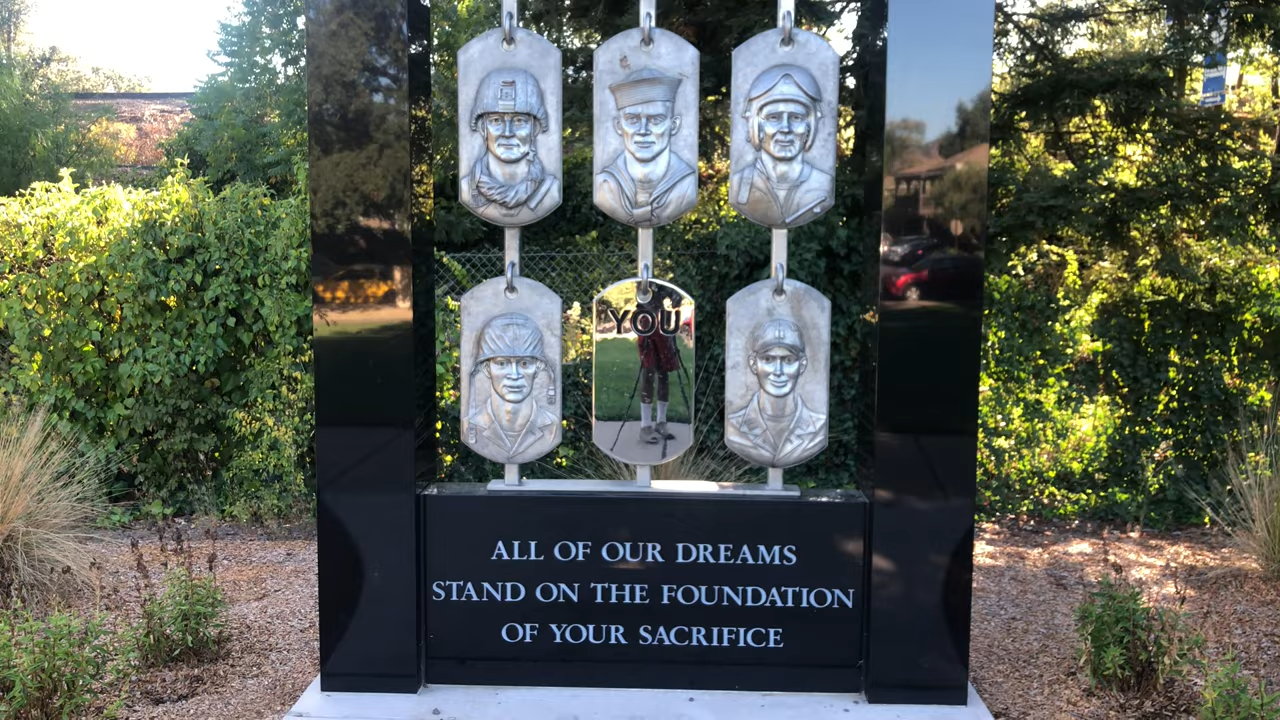 YOU
ALL OF OUR DREAMS
STAND ON THE FOUNDATION
OF YOUR SACRIFICE